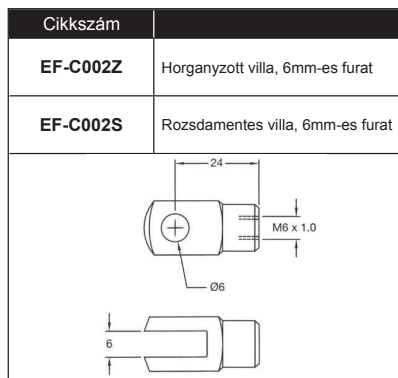 Cikkszám
EF-C002Z Horganyzott villa, 6mm-es furat
EF-C002S Rozsdamentes villa, 6mm-es furat
24
M6 x 1.0
Ø6
6